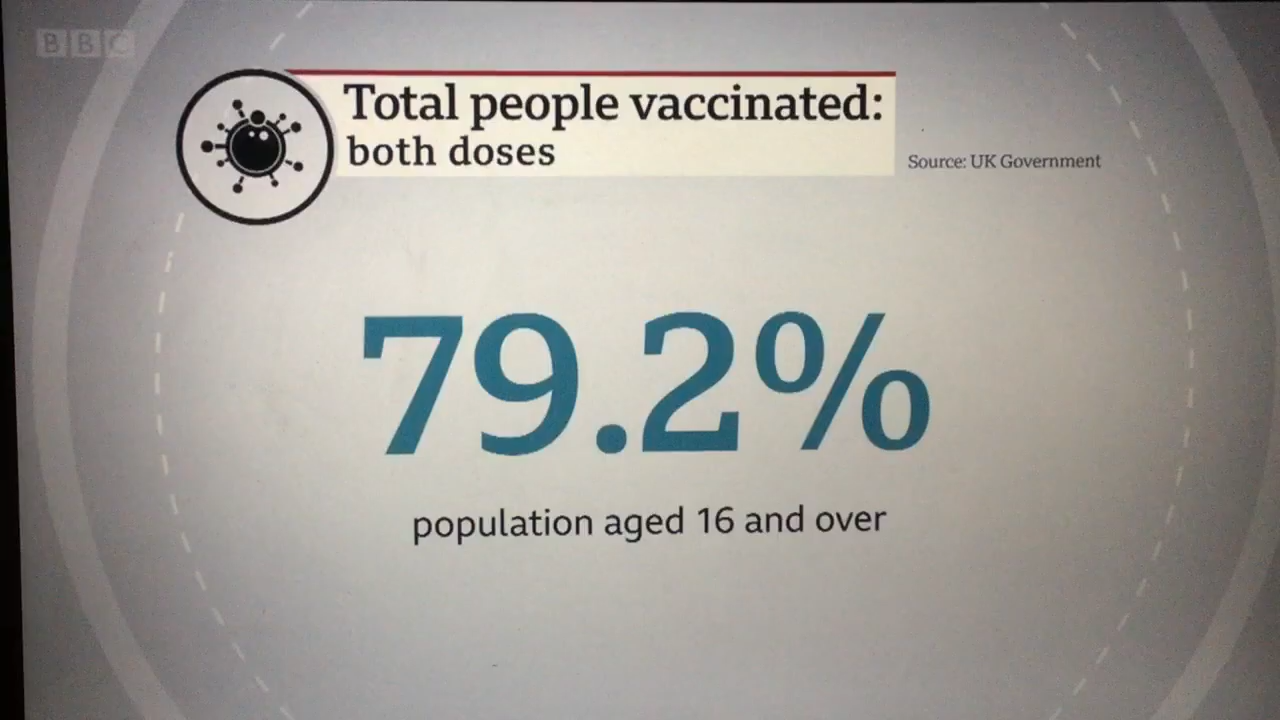 BBC
Total people vaccinated:
both doses
Source: UK Government
79.2%
population aged 16 and over